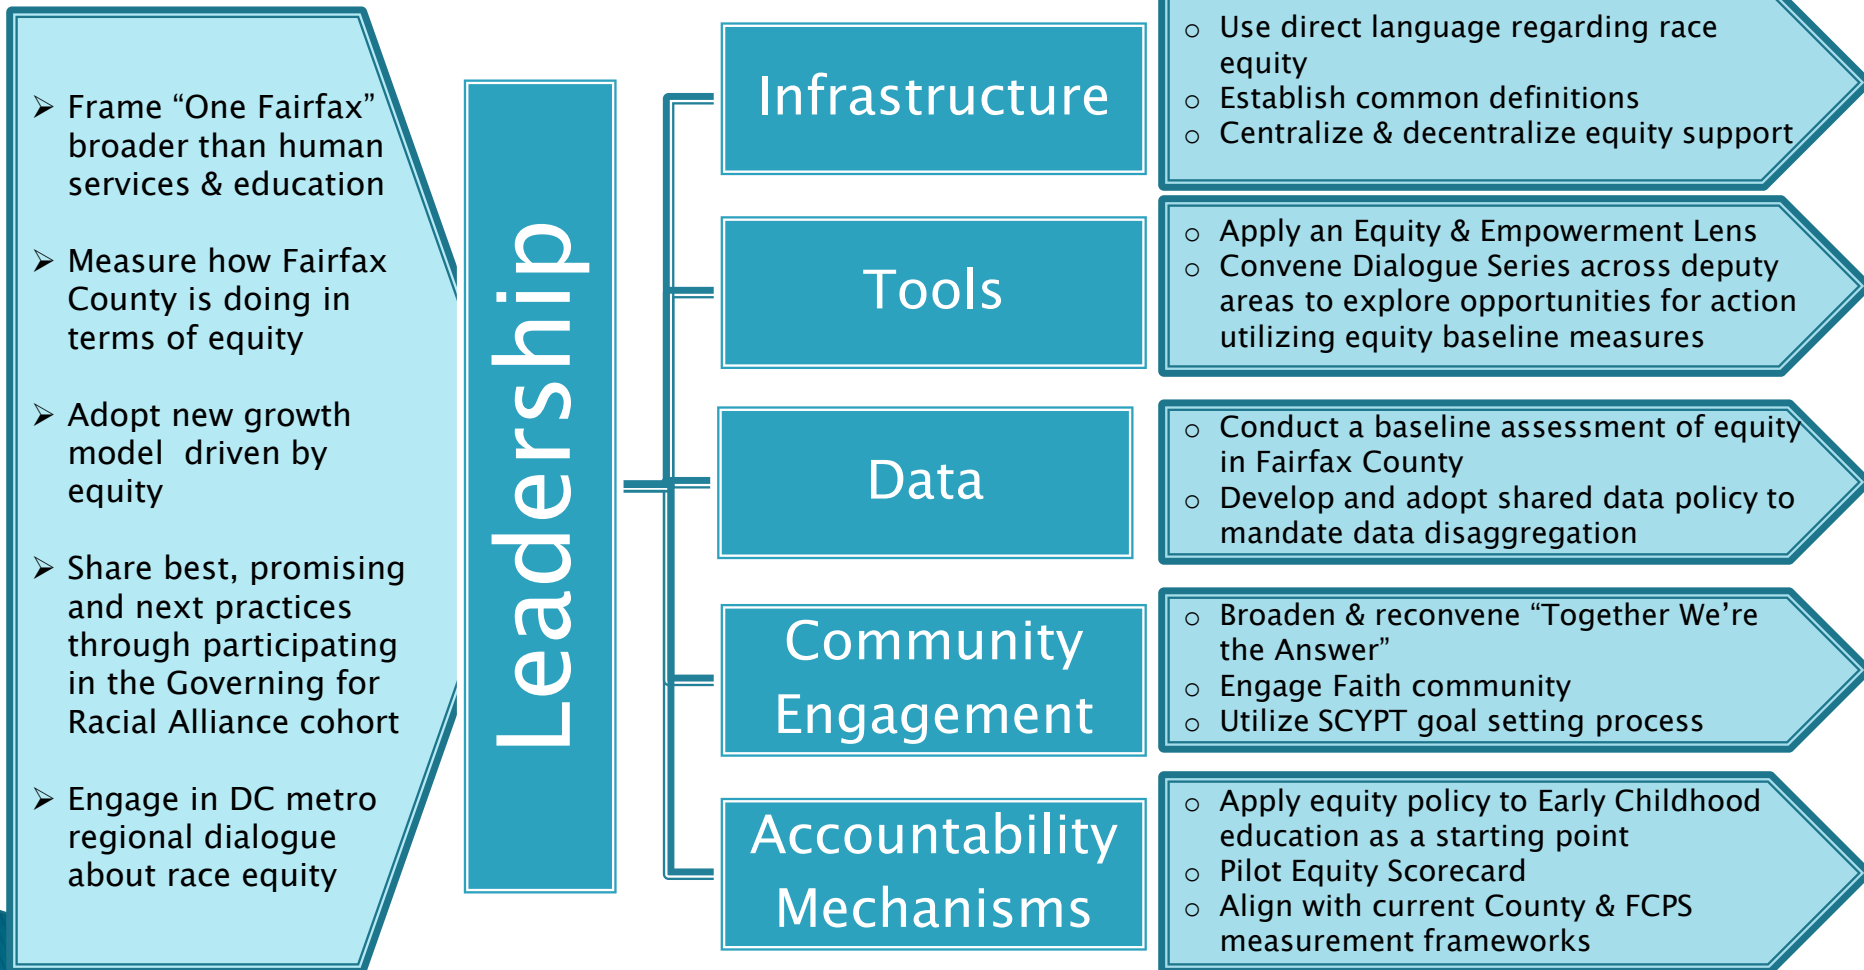 ➢ Frame “One Fairfax”
broader than human
services & education
➢ Measure how Fairfax
County is doing in
terms of equity
➢ Adopt new growth
model  driven by
equity
➢ Share best, promising
and next practices
through participating
in the Governing for
Racial Alliance cohort
➢ Engage in DC metro
regional dialogue
about race equity
Leadership
Infrastructure
o Use direct language regarding race
equity
o Establish common definitions
o Centralize & decentralize equity support
Tools
o Apply an Equity & Empowerment Lens
o Convene Dialogue Series across deputy
areas to explore opportunities for action
utilizing equity baseline measures
Data
o Conduct a baseline assessment of equity
in Fairfax County
o Develop and adopt shared data policy to
mandate data disaggregation
Community
Engagement
o Broaden & reconvene “Together We’re
the Answer”
o Engage Faith community
o Utilize SCYPT goal setting process
Accountability
Mechanisms
o Apply equity policy to Early Childhood
education as a starting point
o Pilot Equity Scorecard
o Align with current County & FCPS
measurement frameworks